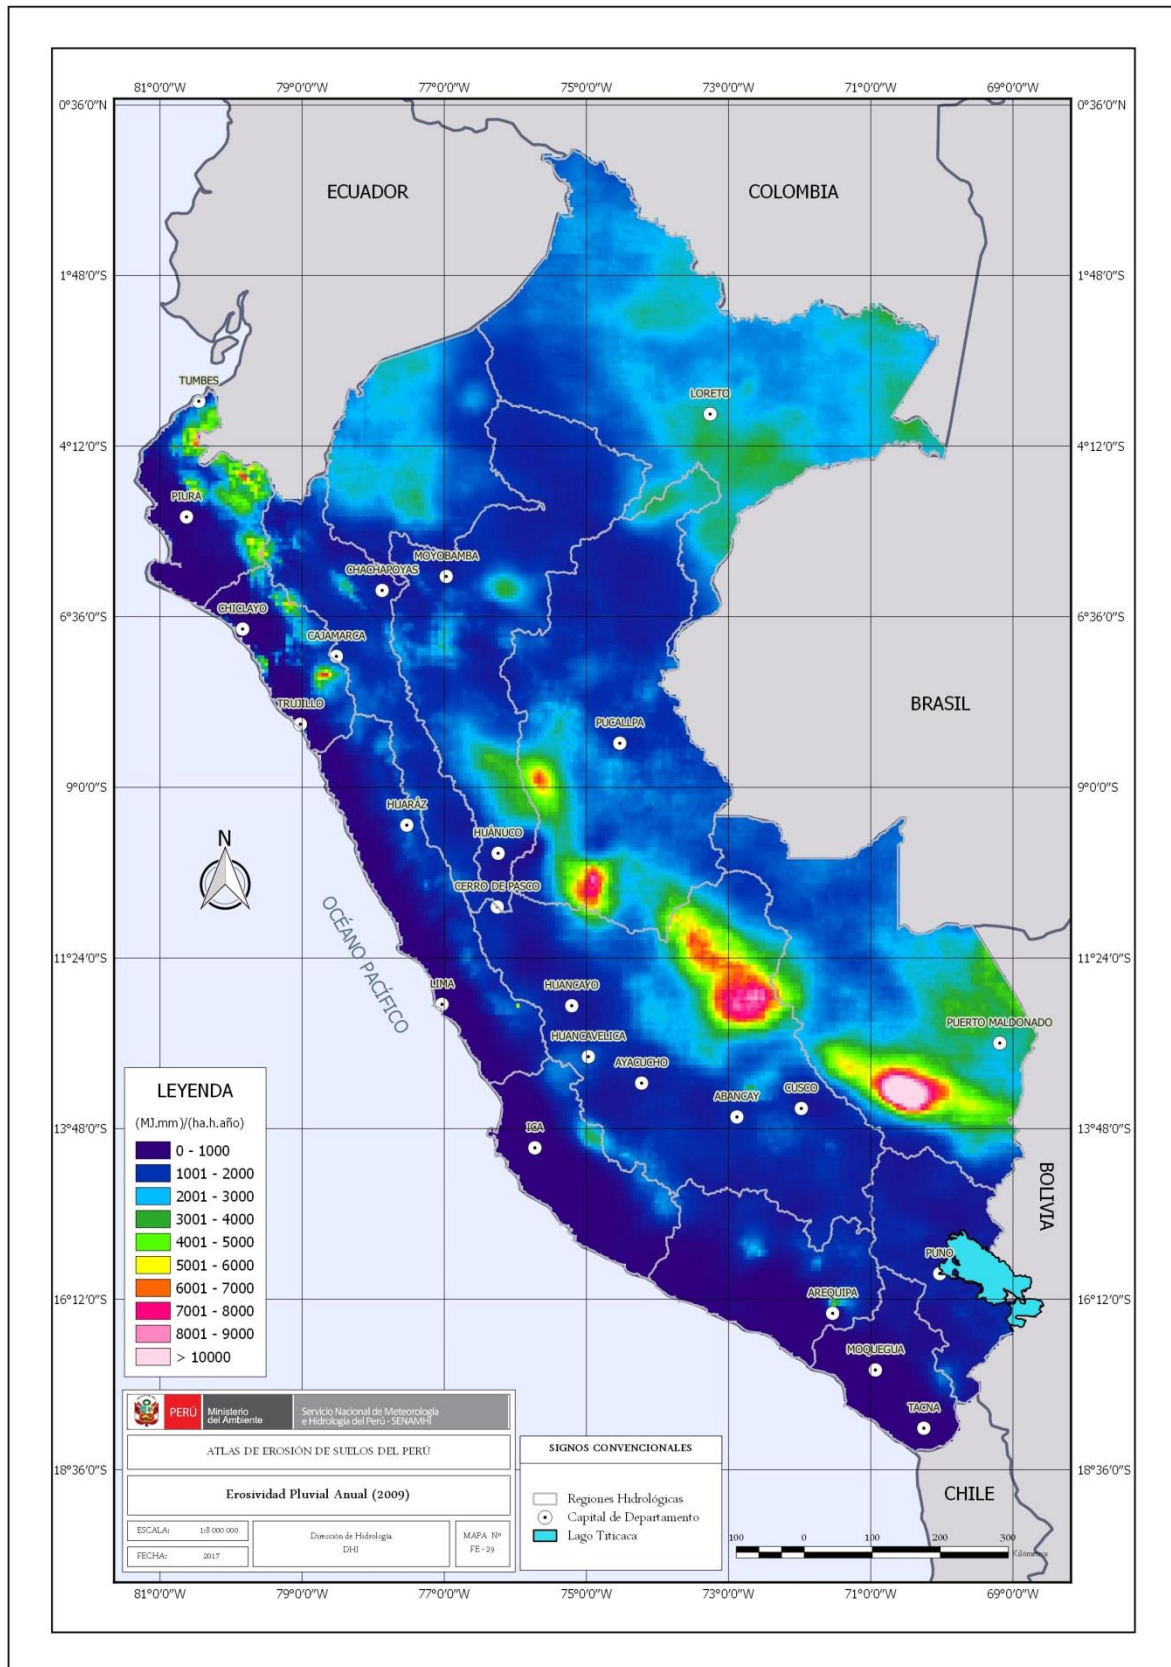 81°0'0"W 79°0'0"W 77°0'0"W 75°0'0"W 73°0'0"W 71°0'0"W 69°0'0"W
0°36'0"N 0°36'0"N
ECUADOR
COLOMBIA
1°48'0"S 1°48'0"S
TUMBES
LORETO
4°12'0"S 4°12'0"S
PIURA
MOYOBAMBA
CHACHAPOYAS
6°36'0"S 6°36'0"S
CHICLAYO
CAJAMARCA
TRUJILLO
BRASIL
PUCALLPA
9°0'0"S 9°0'0"S
HUARÁZ
N
HUÁNUCO
CERRO DE PASCO
OCÉANO PACÍFICO
11°24'0"S 11°24'0"S
LIMA
HUANCAYO
PUERTO MALDONADO
HUANCAVELICA
AYACUCHO
ABANCAY
CUSCO
13°48'0"S 13°48'0"S
ICA
BOLIVIA
PUNO
16°12'0"S 16°12'0"S
AREQUIPA
MOQUEGUA
TACNA
18°36'0"S 18°36'0"S
CHILE
LEYENDA
(MJ.mm)/(ha.h.año)
0 - 1000
1001 - 2000
2001 - 3000
3001 - 4000
4001 - 5000
5001 - 6000
6001 - 7000
7001 - 8000
8001 - 9000
> 10000
PERÚ
Ministerio
del Ambiente
Servicio Nacional de Meteorología
e Hidrología del Perú - SENAMHI
ATLAS DE EROSIÓN DE SUELOS DEL PERÚ
Erosividad Pluvial Anual (2009)
ESCALA: 1:8 000 000
FECHA: 2017
Dirección de Hidrología
DHI
MAPA Nº
FE - 29
SIGNOS CONVENCIONALES
Regiones Hidrológicas
Capital de Departamento
Lago Titicaca
100 0 100 200 300
Kilómetros
81°0'0"W 79°0'0"W 77°0'0"W 75°0'0"W 73°0'0"W 71°0'0"W 69°0'0"W